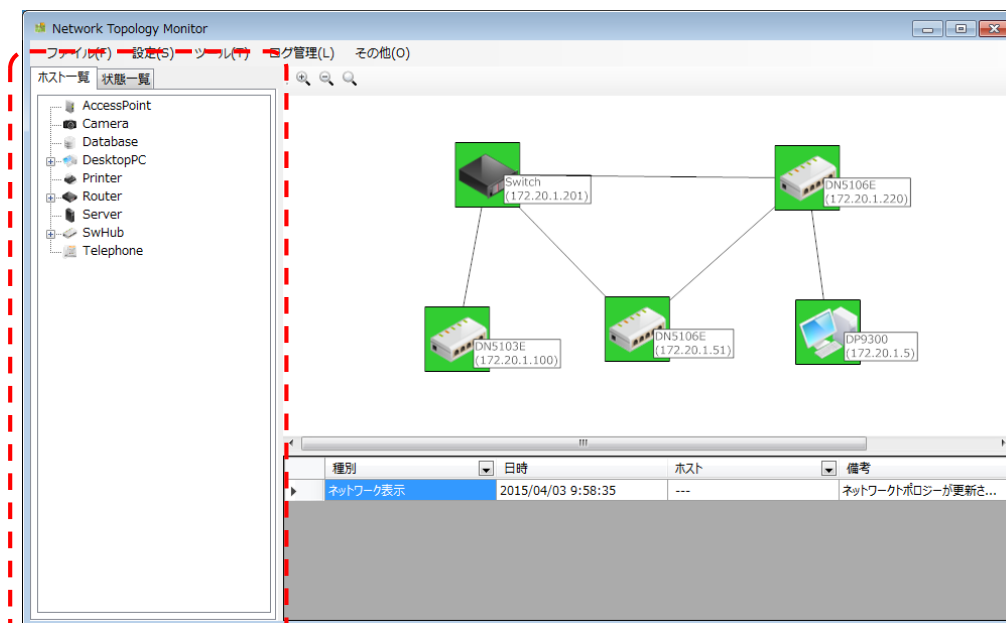 Network Topology Monitor
ファイル(F) 設定(S) ツール(T) ログ管理(L) その他(O)
ホスト一覧 状態一覧
AccessPoint
Camera
Database
DesktopPC
Printer
Router
Server
SwHub
Telephone
Switch
(172.20.1.201)
DN5106E
(172.20.1.220)
DN5103E
(172.20.1.100)
DN5106E
(172.20.1.51)
DP9300
(172.20.1.5)
種別 日時 ホスト 備考
ネットワーク表示 2015/04/03 9:58:35 --- ネットワークトポロジーが更新さ...